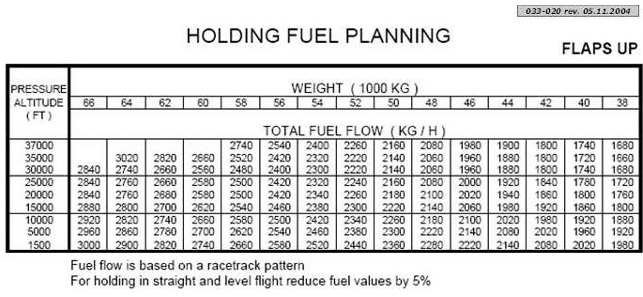 033-020 rev. 05.11.2004
HOLDING FUEL PLANNING
FLAPS UP
PRESSURE ALTITUDE ( FT )
WEIGHT ( 1000 KG )
66 64 62 60 58 56 54 52 50 48 46 44 42 40 38
TOTAL FUEL FLOW ( KG / H )
37000 2740 2540 2400 2260 2160 2080 1980 1900 1800 1740 1680
35000 3020 2820 2660 2520 2420 2320 2220 2140 2060 1960 1880 1800 1720 1660
30000 2840 2740 2660 2560 2480 2400 2300 2220 2140 2060 1960 1880 1800 1740 1680
25000 2840 2760 2660 2580 2500 2420 2320 2240 2160 2080 2000 1920 1840 1780 1720
20000 2840 2760 2660 2580 2500 2420 2340 2260 2180 2100 2020 1940 1860 1800 1760
15000 2880 2800 2700 2620 2540 2460 2380 2300 2220 2140 2060 1980 1920 1860 1800
10000 2920 2820 2740 2660 2580 2500 2420 2340 2260 2180 2100 2020 1980 1920 1880
5000 2960 2860 2780 2700 2620 2540 2460 2380 2300 2220 2140 2080 2020 1960 1920
1500 3000 2900 2820 2740 2660 2580 2520 2440 2360 2280 2220 2140 2080 2020 1980
Fuel flow is based on a racetrack pattern
For holding in straight and level flight reduce fuel values by 5%